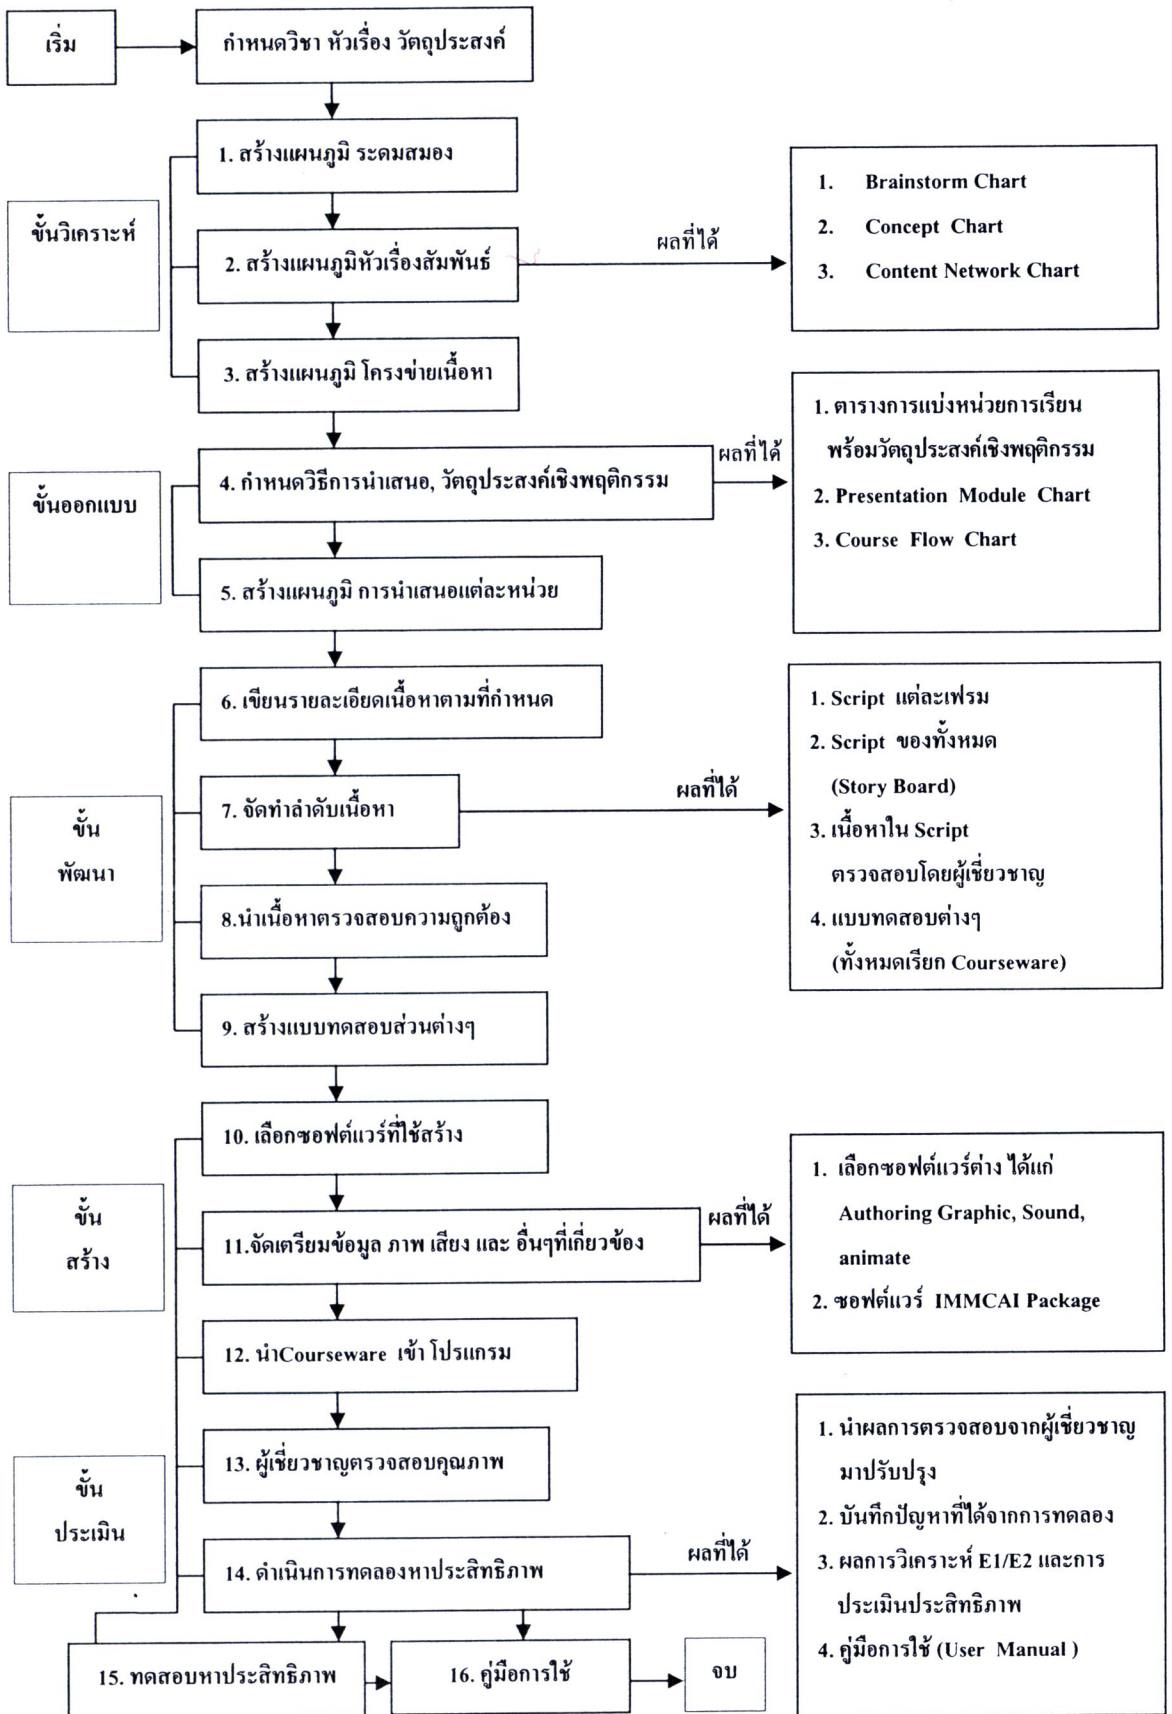 เริ่ม
กำหนดวิชา หัวเรื่อง วัตถุประสงค์
1. สร้างแผนภูมิ ระดมสมอง
ขั้นวิเคราะห์
2. สร้างแผนภูมิหัวเรื่องสัมพันธ์
ผลที่ได้
1. Brainstorm Chart
2. Concept Chart
3. Content Network Chart
3. สร้างแผนภูมิ โครงข่ายเนื้อหา
ขั้นออกแบบ
4. กำหนดวิธีการนำเสนอ, วัตถุประสงค์เชิงพฤติกรรม
ผลที่ได้
1. ตารางการแบ่งหน่วยการเรียน
พร้อมวัตถุประสงค์เชิงพฤติกรรม
2. Presentation Module Chart
3. Course Flow Chart
5. สร้างแผนภูมิ การนำเสนอแต่ละหน่วย
6. เขียนรายละเอียดเนื้อหาตามที่กำหนด
ขั้น
พัฒนา
7. จัดทำลำดับเนื้อหา
ผลที่ได้
1. Script แต่ละเฟรม
2. Script ของทั้งหมด
(Story Board)
3. เนื้อหาใน Script
ตรวจสอบโดยผู้เชี่ยวชาญ
4. แบบทดสอบต่างๆ
(ทั้งหมดเรียก Courseware)
8.นำเนื้อหาตรวจสอบความถูกต้อง
9. สร้างแบบทดสอบส่วนต่างๆ
10. เลือกซอฟต์แวร์ที่ใช้สร้าง
ขั้น
สร้าง
11.จัดเตรียมข้อมูล ภาพ เสียง และ อื่นๆที่เกี่ยวข้อง
ผลที่ได้
1. เลือกซอฟต์แวร์ต่าง ได้แก่
Authoring Graphic, Sound,
animate
2. ซอฟต์แวร์ IMMCAI Package
12. นำCourseware เข้า โปรแกรม
ขั้น
ประเมิน
13. ผู้เชี่ยวชาญตรวจสอบคุณภาพ
14. ดำเนินการทดลองหาประสิทธิภาพ
ผลที่ได้
1. นำผลการตรวจสอบจากผู้เชี่ยวชาญ
มาปรับปรุง
2. บันทึกปัญหาที่ได้จากการทดลอง
3. ผลการวิเคราะห์ E1/E2 และการ
ประเมินประสิทธิภาพ
4. คู่มือการใช้ (User Manual )
15. ทดสอบหาประสิทธิภาพ
16. คู่มือการใช้
จบ